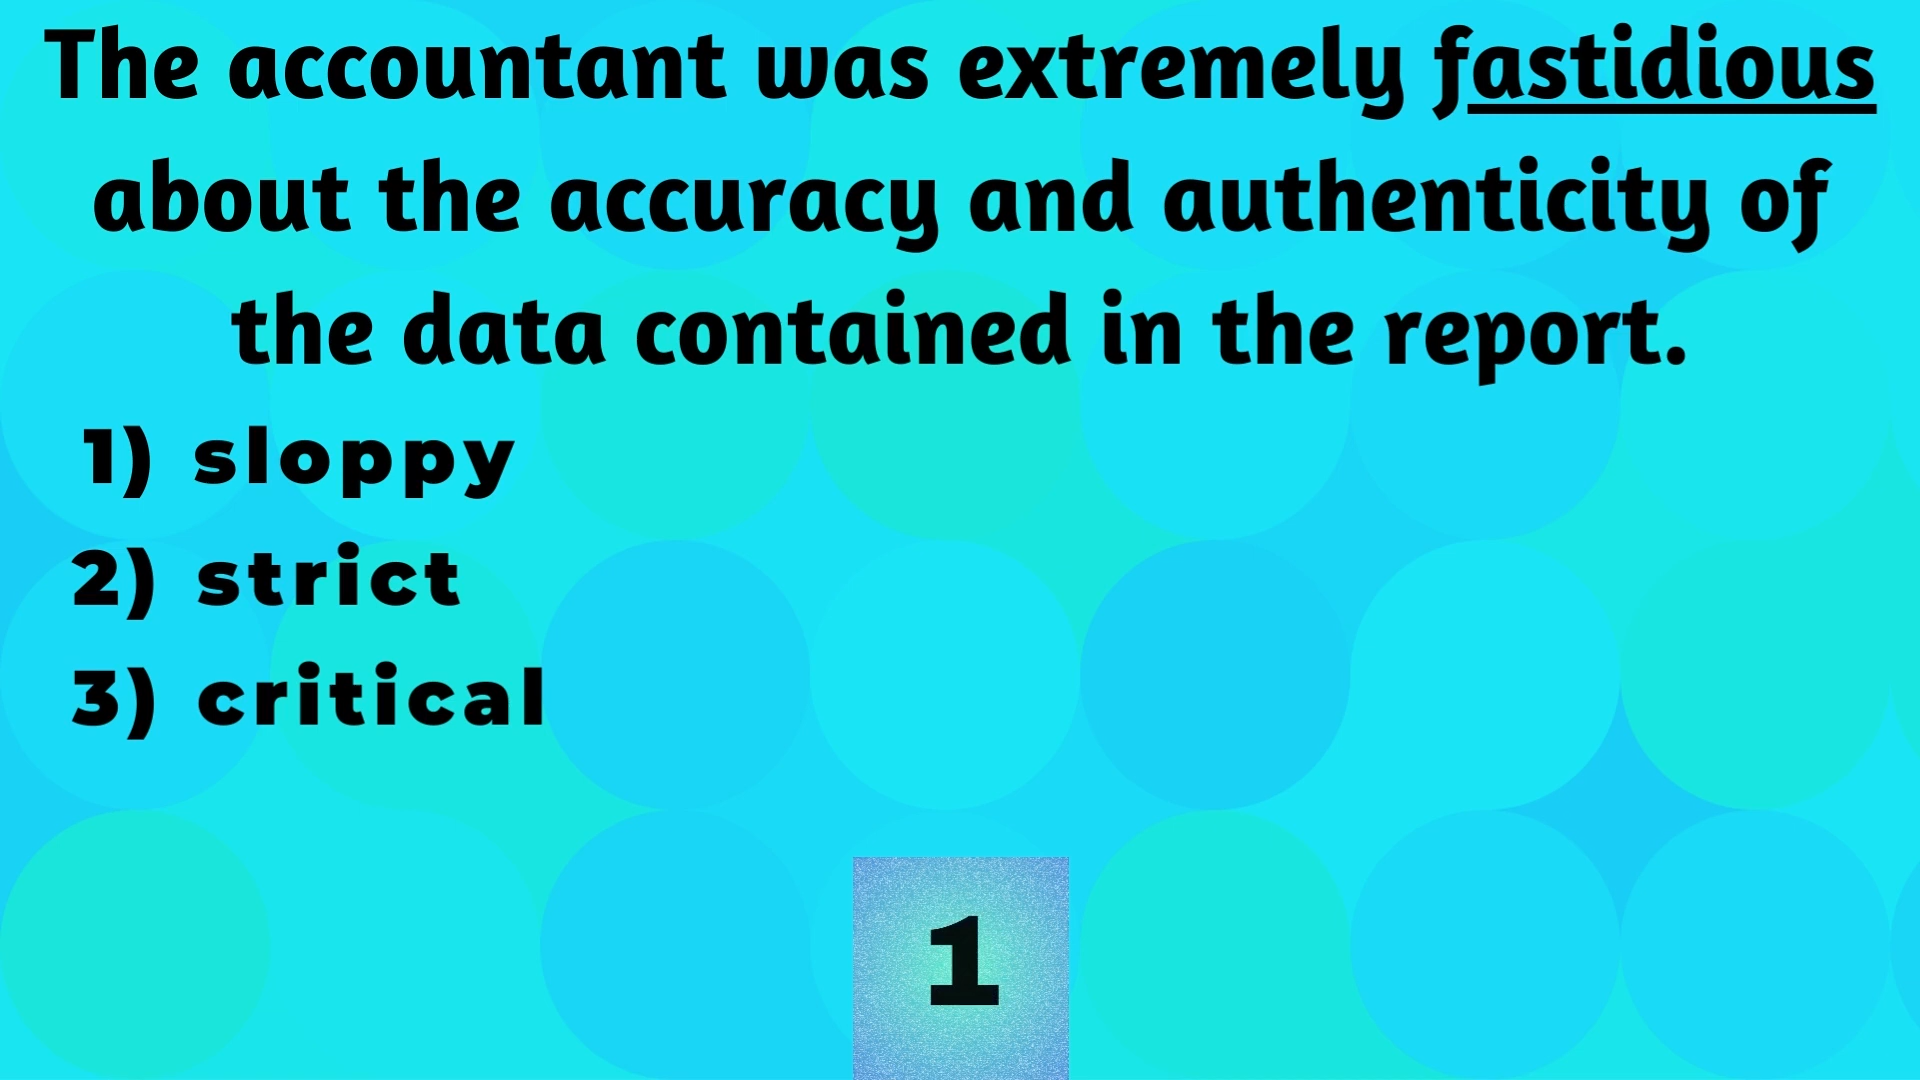 The accountant was extremely fastidious
about the accuracy and authenticity of
the data contained in the report.
1) sloppy
2) strict
3) critical
1